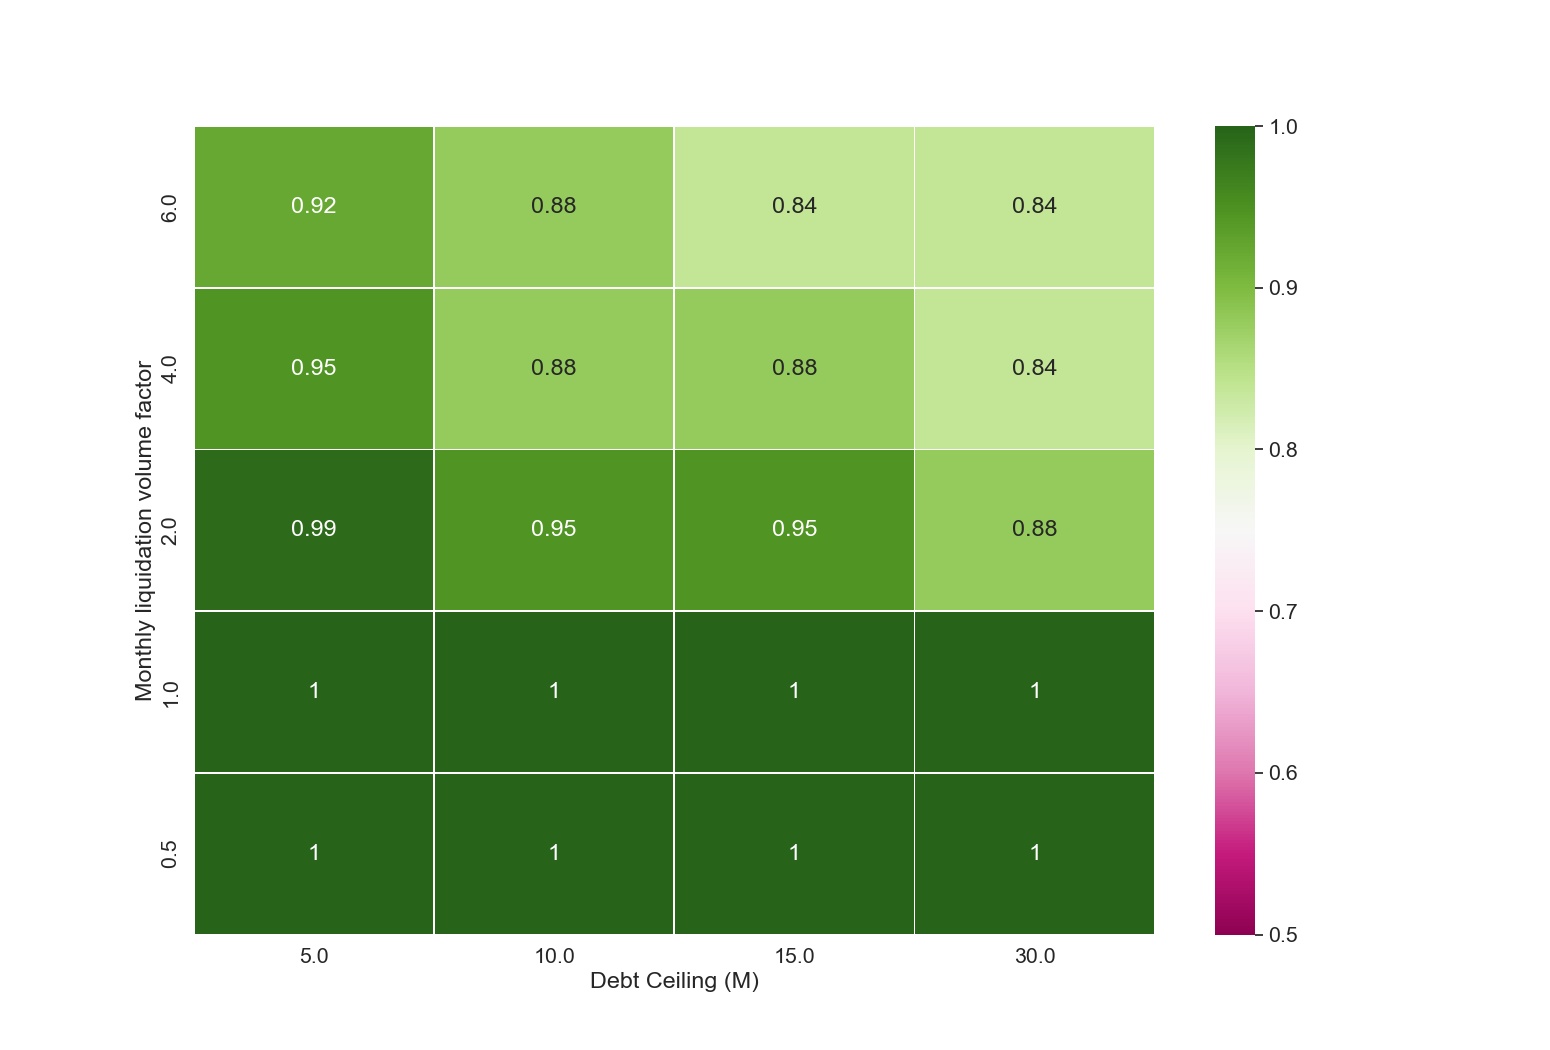 Monthly liquidation volume factor
6.0 0.92 0.88 0.84 0.84
4.0 0.95 0.88 0.88 0.84
2.0 0.99 0.95 0.95 0.88
1.0 1 1 1 1
0.5 1 1 1 1
5.0 10.0 15.0 30.0
Debt Ceiling (M)
1.0
0.9
0.8
0.7
0.6
0.5